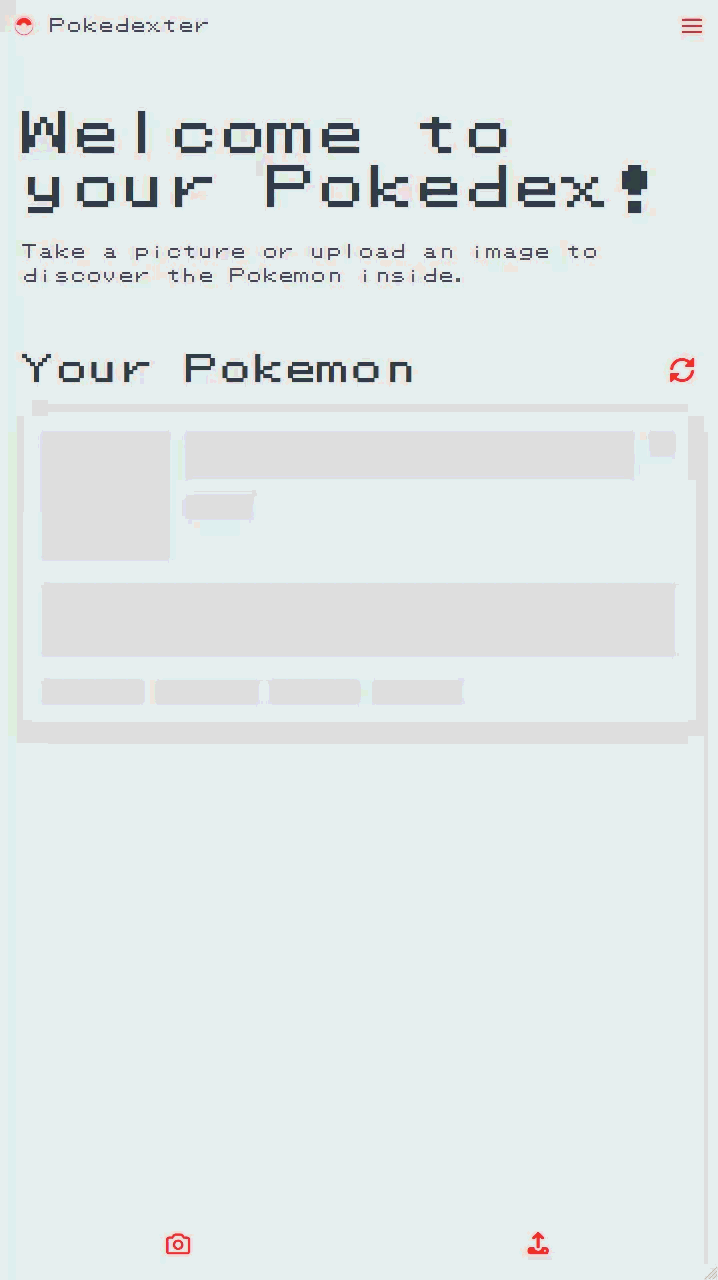 Pokedexter
Welcome to
your Pokedex!
Take a picture or upload an image to
discover the Pokemon inside.
Your Pokemon